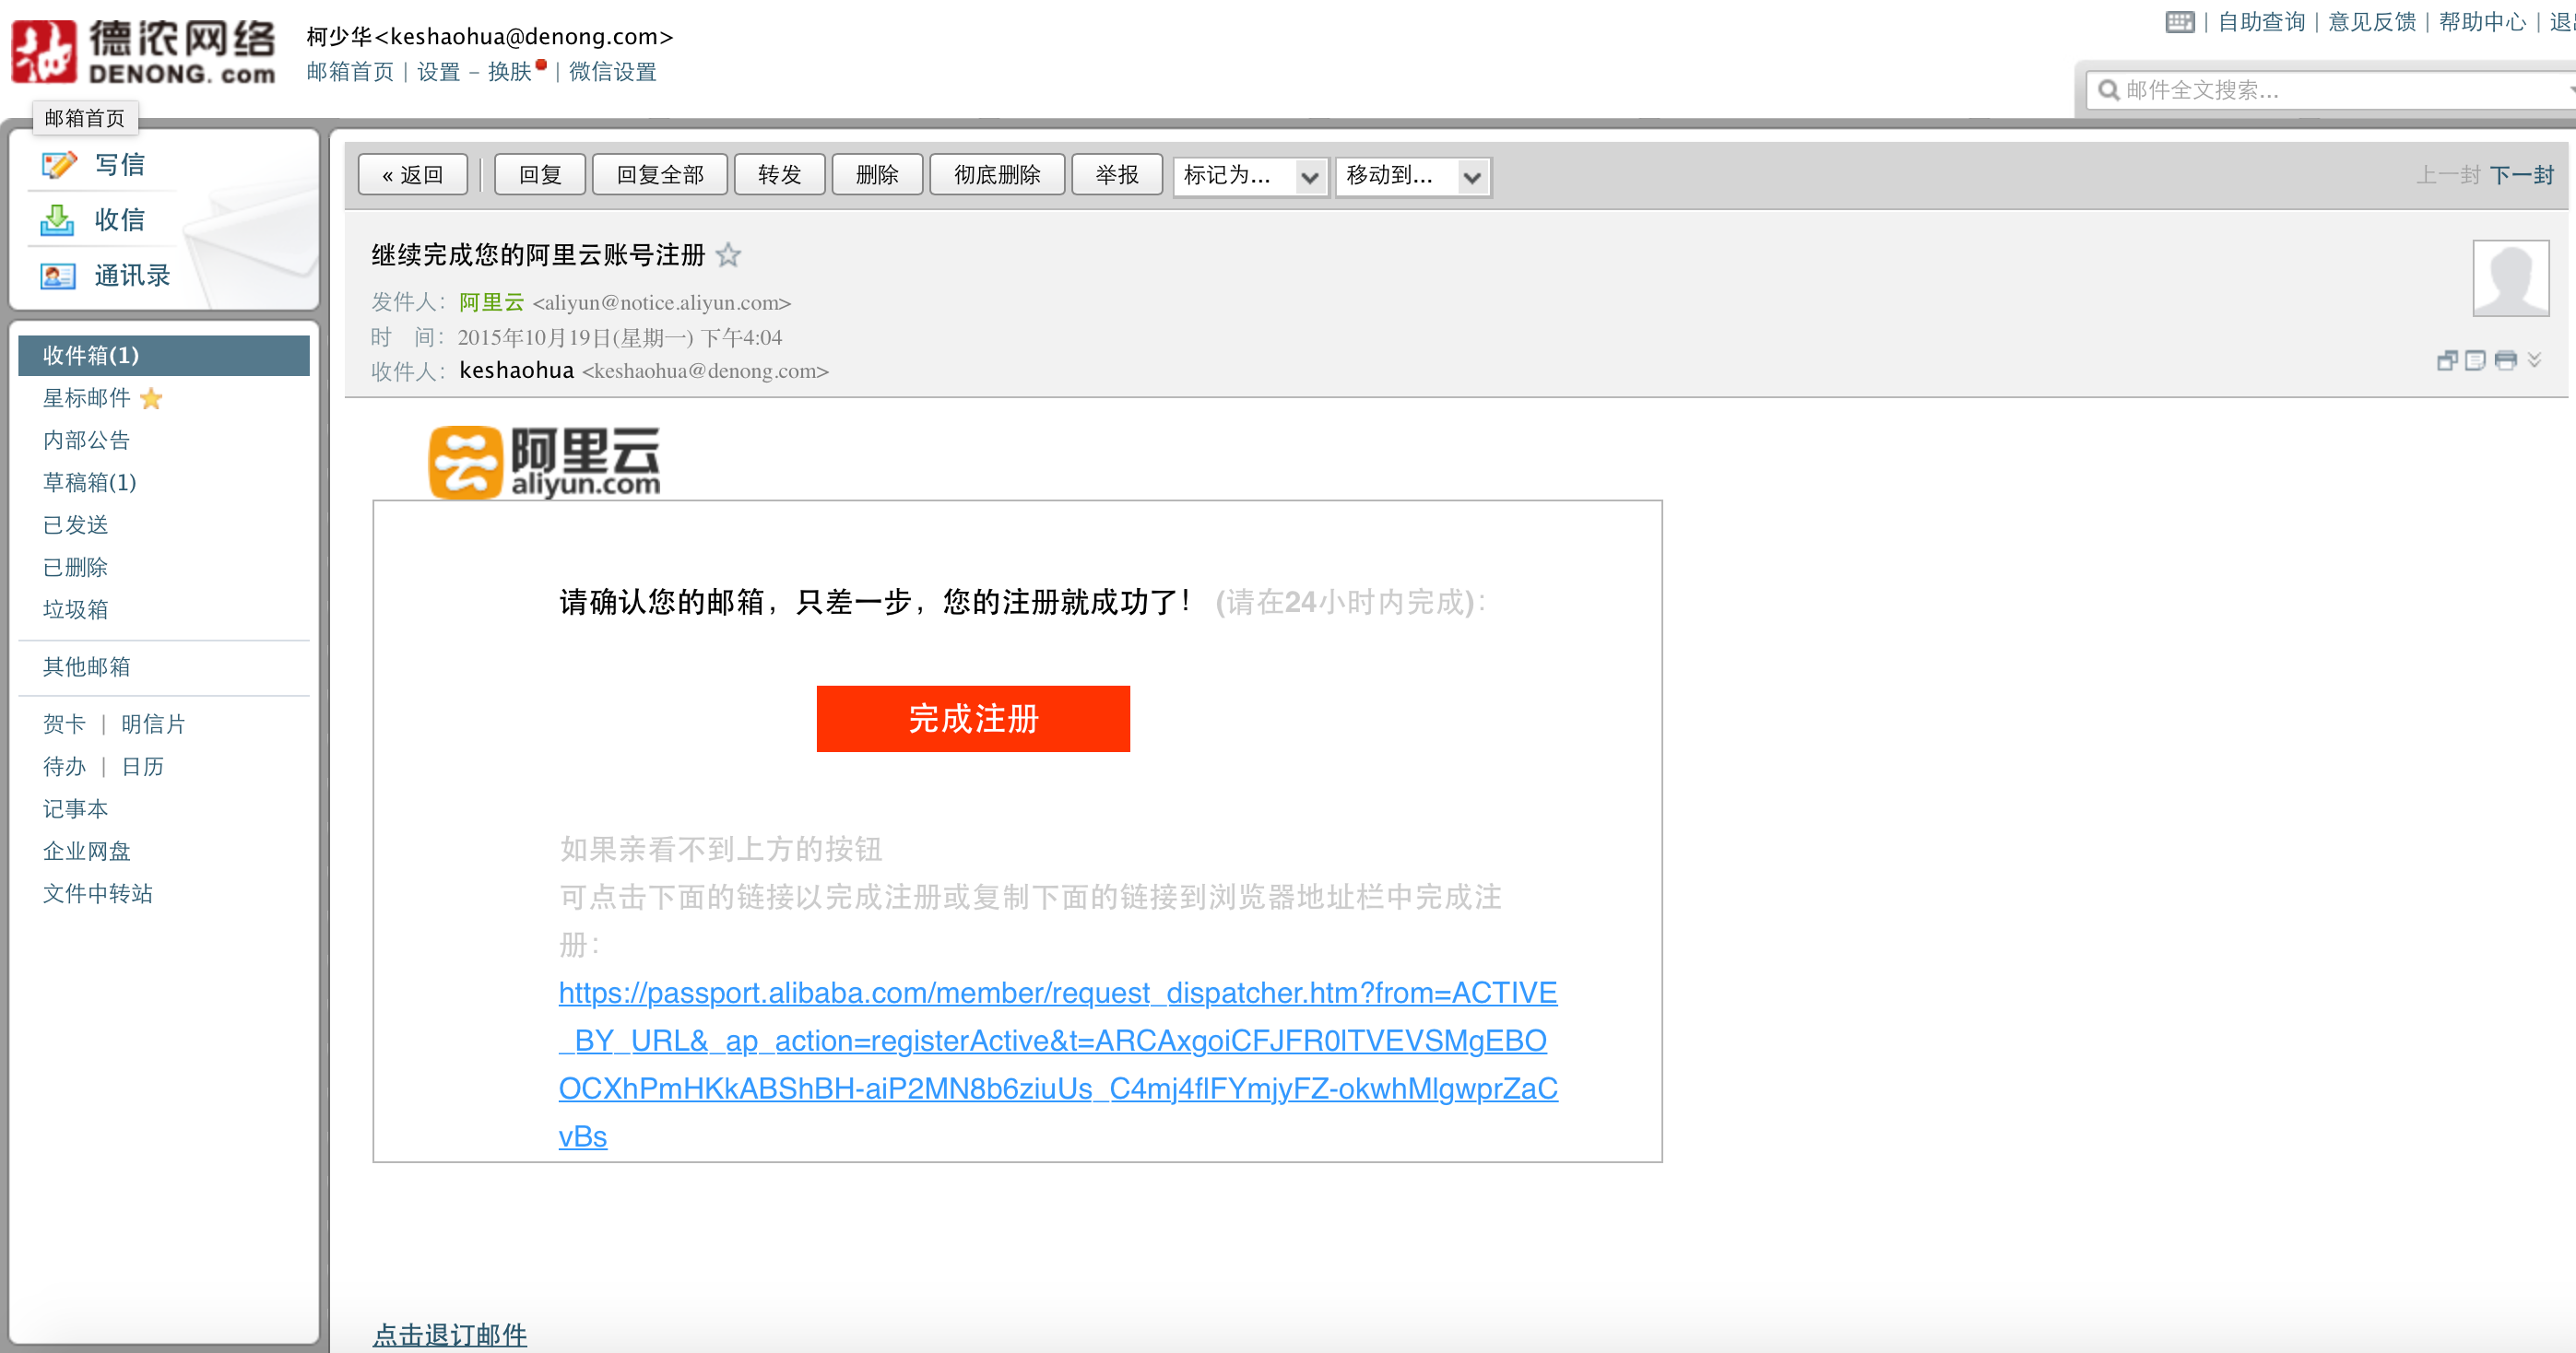 德浓网络
DENONG.com
柯少华<keshaohua@denong.com>
邮箱首页 | 设置 - 换肤 | 微信设置
| 自助查询 | 意见反馈 | 帮助中心 |
邮件全文搜索...
邮箱首页
写信
收信
通讯录
收件箱(1)
星标邮件
内部公告
草稿箱(1)
已发送
已删除
垃圾箱
其他邮箱
贺卡 | 明信片
待办 | 日历
记事本
企业网盘
文件中转站
« 返回 回复 回复全部 转发 删除 彻底删除 举报 标记为... 移动到... 上一封 下一封
继续完成您的阿里云账号注册
发件人： 阿里云 <aliyun@notice.aliyun.com>
时 间： 2015年10月19日(星期一) 下午4:04
收件人： keshaohua <keshaohua@denong.com>
阿里云
aliyun.com
请确认您的邮箱，只差一步，您的注册就成功了！ (请在24小时内完成)：
完成注册
如果亲看不到上方的按钮
可点击下面的链接以完成注册或复制下面的链接到浏览器地址栏中完成注
册：
https://passport.alibaba.com/member/request_dispatcher.htm?from=ACTIVE
_BY_URL&_ap_action=registerActive&t=ARCAxgoiCFJFR0lTVEVSMgEBO
OCXhPmHKkABShBH-aiP2MN8b6ziuUs_C4mj4flFYmjyFZ-okwhMlgwprZaC
vBs
点击退订邮件